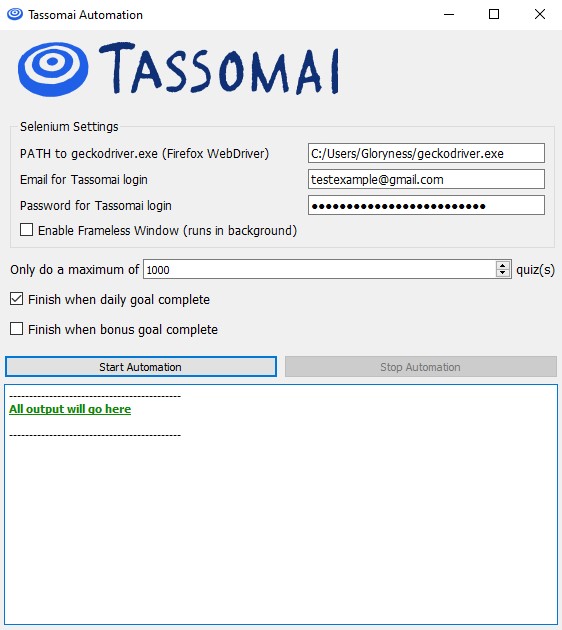 Tassomai Automation
TASSOMAI
Selenium Settings
PATH to geckodriver.exe (Firefox WebDriver) C:/Users/Gloryness/geckodriver.exe
Email for Tassomai login testexample@gmail.com
Password for Tassomai login ●●●●●●●●●●●●●●●●●●●●●●●●●
Enable Frameless Window (runs in background)
Only do a maximum of 1000 quiz(s)
Finish when daily goal complete
Finish when bonus goal complete
Start Automation Stop Automation
-------------------------------------------
All output will go here
-------------------------------------------